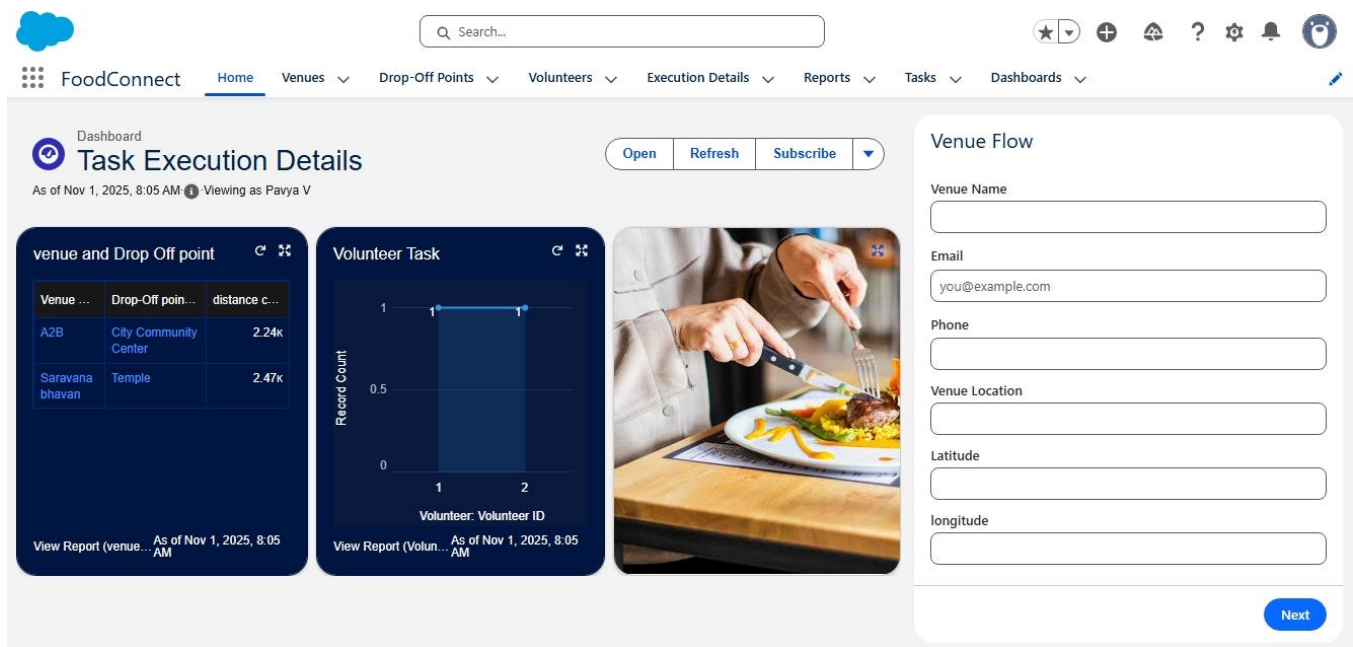 Search...
FoodConnect Home Venues Drop-Off Points Volunteers Execution Details Reports Tasks Dashboards
Dashboard
Task Execution Details
As of Nov 1, 2025, 8:05 AM·Viewing as Pavya V
Open Refresh Subscribe
venue and Drop Off point
Venue ... Drop-Off poin... distance c...
A2B City Community 2.24K
Center
Saravana Temple 2.47K
bhavan
View Report (venue... As of Nov 1, 2025, 8:05
AM
Volunteer Task
Record Count
1 1 1
0.5
0
1 2
Volunteer: Volunteer ID
View Report (Volun... As of Nov 1, 2025, 8:05
AM
Venue Flow
Venue Name
Email
you@example.com
Phone
Venue Location
Latitude
longitude
Next